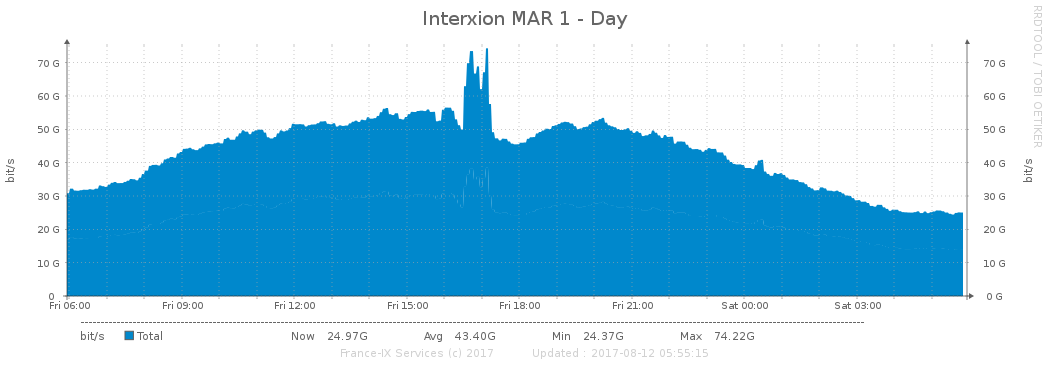 Interxion MAR 1 - Day
RRDTOOL / TOBI OETIKER
bit/s
bit/s
70 G 70 G
60 G 60 G
50 G 50 G
40 G 40 G
30 G 30 G
20 G 20 G
10 G 10 G
0 0 G
Fri 06:00 Fri 09:00 Fri 12:00 Fri 15:00 Fri 18:00 Fri 21:00 Sat 00:00 Sat 03:00
bit/s Total Now 24.97G Avg 43.40G Min 24.37G Max 74.22G
France-IX Services (c) 2017 Updated : 2017-08-12 05:55:15